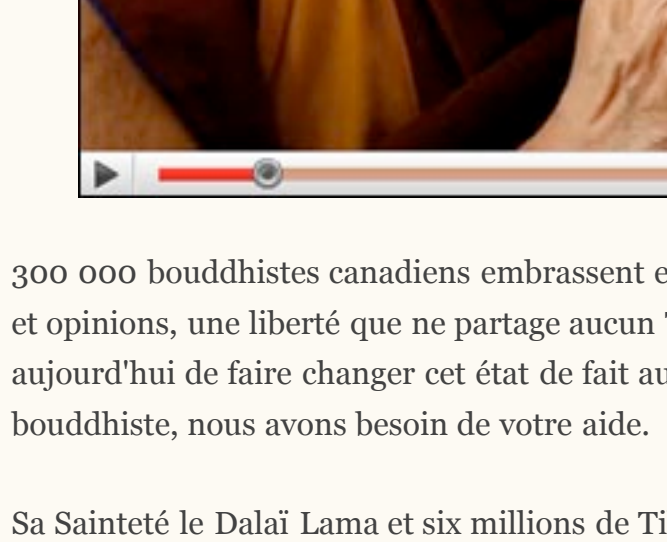 300 000 bouddhistes canadiens embrassent
et opinions, une liberté que ne partage aucun
aujourd'hui de faire changer cet état de fait
bouddhiste, nous avons besoin de votre aide.
Sa Sainteté le Dalaï Lama et six millions de